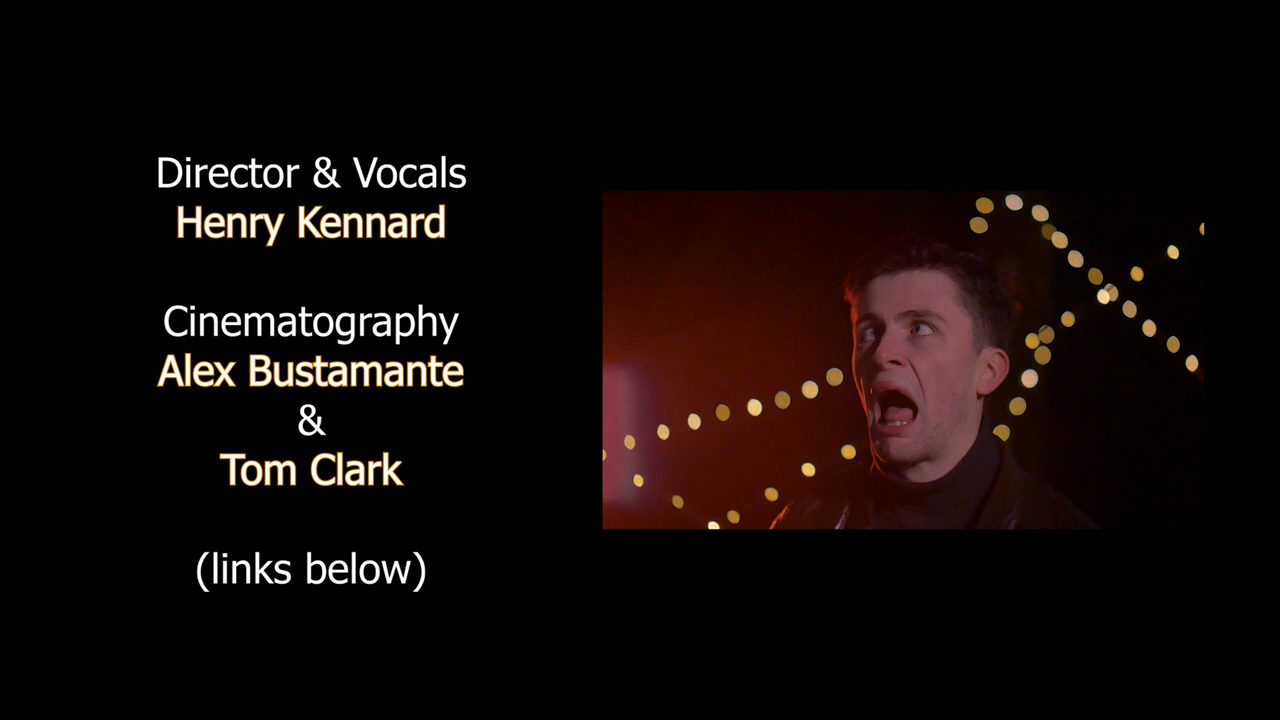 Director & Vocals
Henry Kennard
Cinematography
Alex Bustamante
&
Tom Clark
(links below)